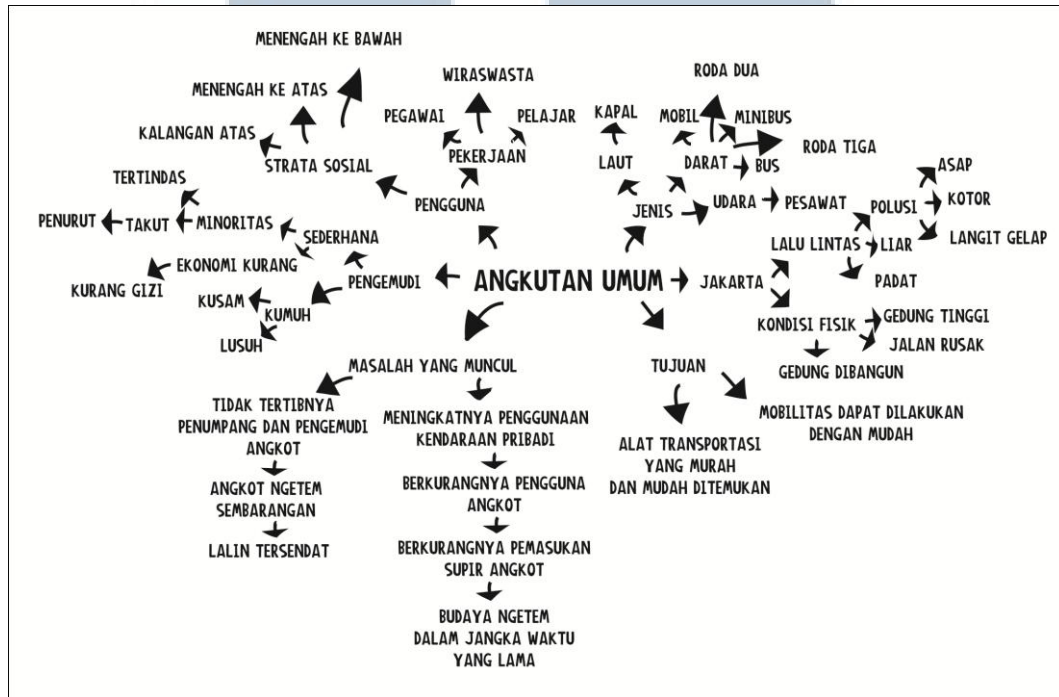 MENENGAH KE BAWAH
MENENGAH KE ATAS
KALANGAN ATAS
STRATA SOSIAL
WIRASWASTA
PEGAWAI
PELAJAR
PEKERJAAN
PENGGUNA
RODA DUA
KAPAL
MOBIL
MINIBUS
RODA TIGA
LAUT
DARAT
BUS
JENIS
UDARA
PESAWAT
ASAP
POLUSI
KOTOR
LANGIT GELAP
LALU LINTAS
LIAR
PADAT
TERTINDAS
PENURUT
TAKUT
MINORITAS
SEDERHANA
EKONOMI KURANG
KURANG GIZI
PENGEMUDI
KUSAM
KUMUH
LUSUH
ANGKUTAN UMUM
JAKARTA
KONDISI FISIK
GEDUNG TINGGI
JALAN RUSAK
GEDUNG DIBANGUN
MASALAH YANG MUNCUL
TIDAK TERTIBNYA
PENUMPANG DAN PENGEMUDI
ANGKOT
ANGKOT NGETEM
SEMBARANGAN
LALIN TERSENDAT
MENINGKATNYA PENGGUNAAN
KENDARAAN PRIBADI
BERKURANGNYA PENGGUNA
ANGKOT
BERKURANGNYA PEMASUKAN
SUPIR ANGKOT
BUDAYA NGETEM
DALAM JANGKA WAKTU
YANG LAMA
TUJUAN
ALAT TRANSPORTASI
YANG MURAH
DAN MUDAH DITEMUKAN
MOBILITAS DAPAT DILAKUKAN
DENGAN MUDAH